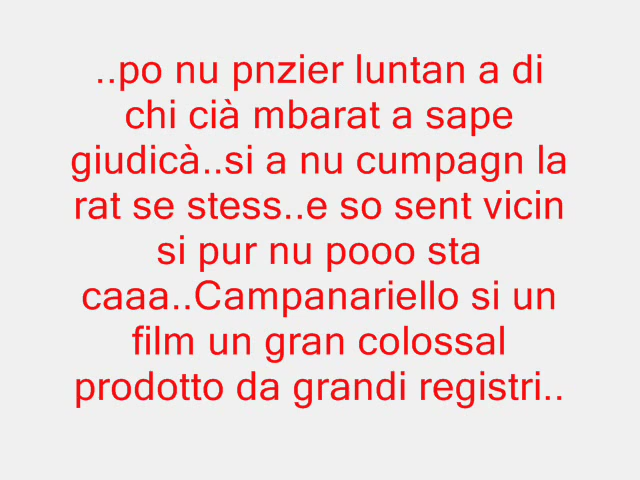 ..po nu pnzier luntan a di
chi cià mbarat a sape
giudicà..si a nu cumpagn la
rat se stess..e so sent vicin
si pur nu pooo sta
caaa..Campanariello si un
film un gran colossal
prodotto da grandi registri..